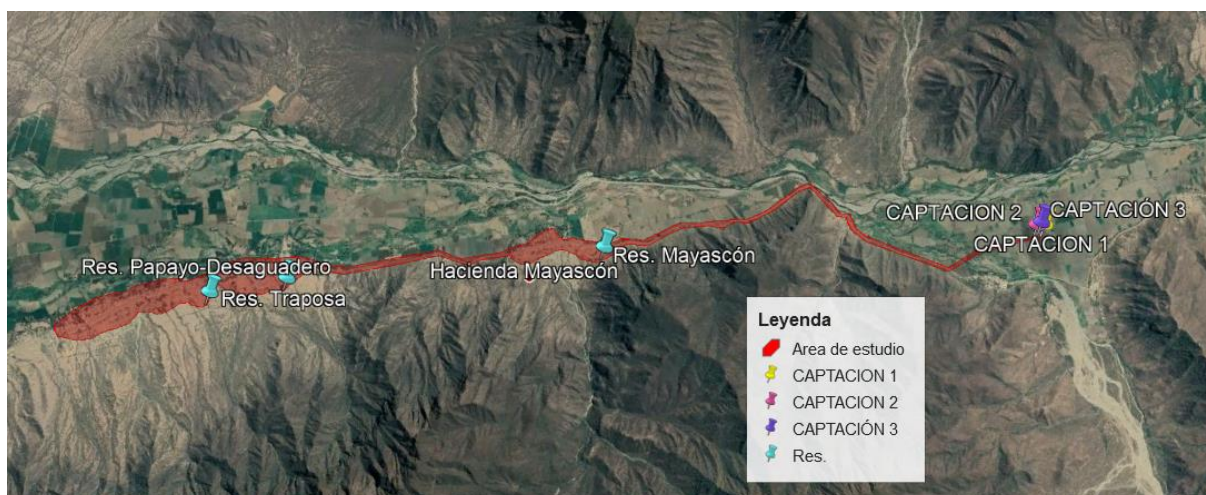 CAPTACION 2
CAPTACIÓN 3
CAPTACION 1
Res. Mayascón
Hacienda Mayascón
Res. Papayo-Desaguadero
Res. Traposa
Leyenda
Area de estudio
CAPTACION 1
CAPTACION 2
CAPTACIÓN 3
Res.